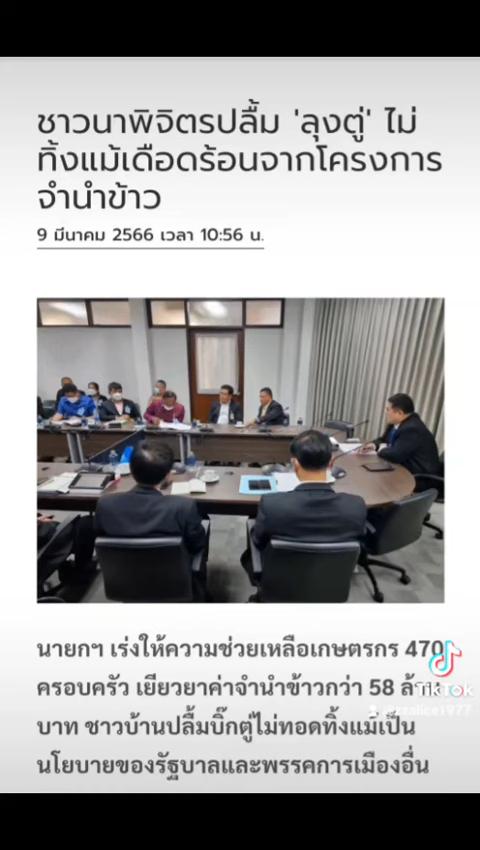 ชาวนาพิจิตรปลื้ม 'ลุงตู่' ไม่
ทิ้งแม้เดือดร้อนจากโครงการ
จำนำข้าว
9 มีนาคม 2566 เวลา 10:56 น.
นายกฯ เร่งให้ความช่วยเหลือเกษตรกร 470
ครอบครัว เยียวยาค่าจำนำข้าวกว่า 58 ล้าน
บาท ชาวบ้านปลื้มบิ๊กตู่ไม่ทอดทิ้งแม้เป็น
นโยบายของรัฐบาลและพรรคการเมืองอื่น
TikTok